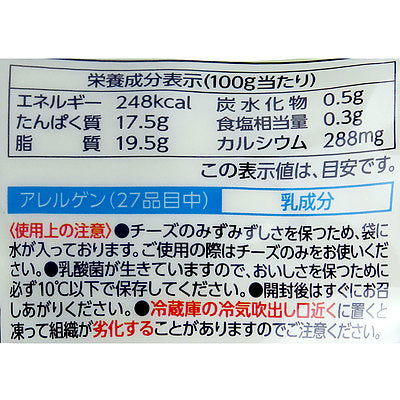 栄養成分表示(100g当たり)
エネルギー 248kcal 炭水化物 0.5g
たんぱく質 17.5g 食塩相当量 0.3g
脂質 19.5g カルシウム 288mg
この表示値は、目安です。
アレルゲン(27品目中) 乳成分
〈使用上の注意〉●チーズのみずみずしさを保つため、袋に
水が入っております。ご使用の際はチーズのみをお使いくだ
さい。●乳酸菌が生きていますので、おいしさを保つために
必ず10℃以下で保存してください。●開封後はすぐにお召
しあがりください。●冷蔵庫の冷気吹出し口近くに置くと
凍って組織が劣化することがありますのでご注意ください。